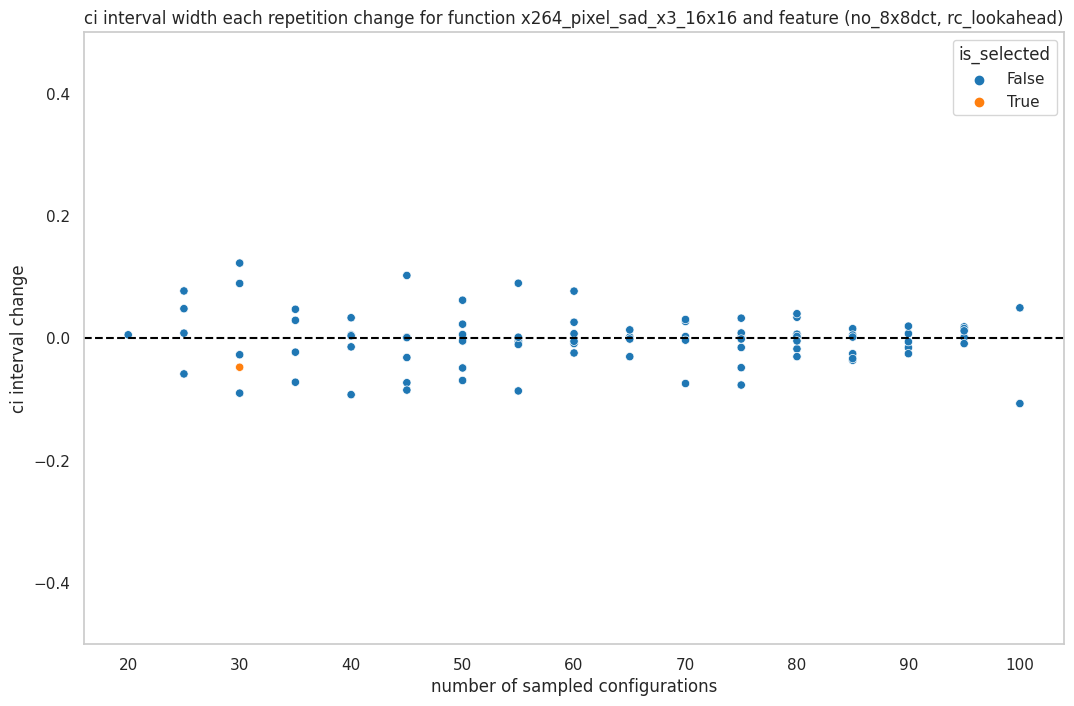 ci interval width each repetition change for function x264_pixel_sad_x3_16x16 and feature (no_8x8dct, rc_lookahead)
is_selected
False
True
ci interval change
0.4
0.2
0.0
−0.2
−0.4
20 30 40 50 60 70 80 90 100
number of sampled configurations